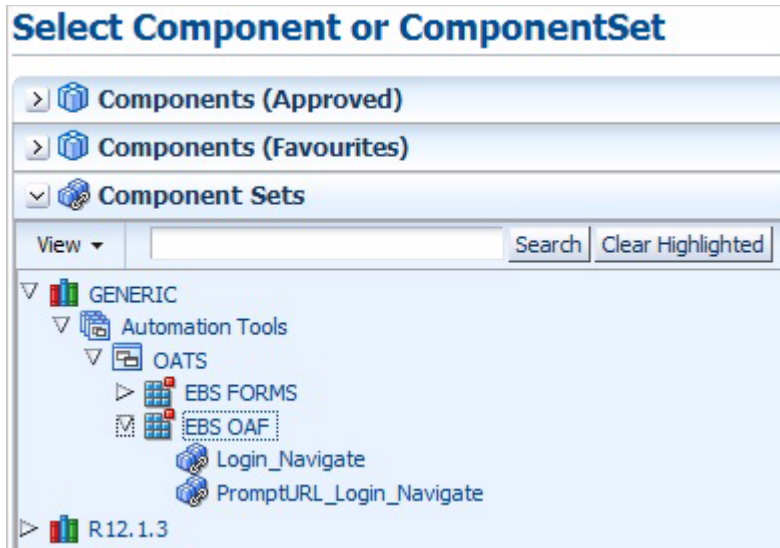 Select Component or ComponentSet
Components (Approved)
Components (Favourites)
Component Sets
View Search Clear Highlighted
GENERIC
Automation Tools
OATS
EBS FORMS
EBS OAF
Login_Navigate
PromptURL_Login_Navigate
R12.1.3